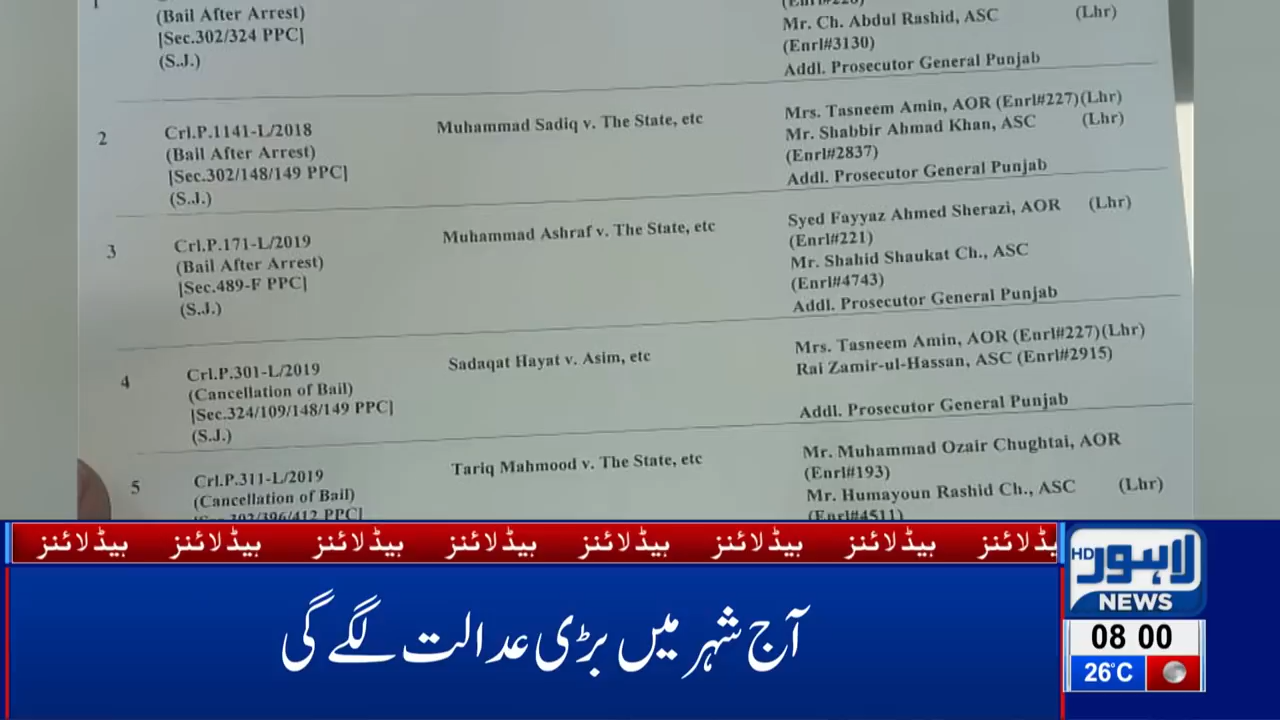 1
(Bail After Arrest)
|Sec.302/324 PPC|
(S.J.)
Mr. Ch. Abdul Rashid, ASC (Lhr)
(Enrl#3130)
Addl. Prosecutor General Punjab
2
Crl.P.1141-L/2018
(Bail After Arrest)
|Sec.302/148/149 PPC|
(S.J.)
Muhammad Sadiq v. The State, etc
Mrs. Tasneem Amin, AOR (Enrl#227)(Lhr)
Mr. Shabbir Ahmad Khan, ASC (Lhr)
(Enrl#2837)
Addl. Prosecutor General Punjab
3
Crl.P.171-L/2019
(Bail After Arrest)
|Sec.489-F PPC|
(S.J.)
Muhammad Ashraf v. The State, etc
Syed Fayyaz Ahmed Sherazi, AOR (Lhr)
(Enrl#221)
Mr. Shahid Shaukat Ch., ASC
(Enrl#4743)
Addl. Prosecutor General Punjab
4
Crl.P.301-L/2019
(Cancellation of Bail)
|Sec.324/109/148/149 PPC|
(S.J.)
Sadaqat Hayat v. Asim, etc
Mrs. Tasneem Amin, AOR (Enrl#227)(Lhr)
Rai Zamir-ul-Hassan, ASC (Enrl#2915)
Addl. Prosecutor General Punjab
5
Crl.P.311-L/2019
(Cancellation of Bail)
|Sec.302/396/412 PPC|
Tariq Mahmood v. The State, etc
Mr. Muhammad Ozair Chughtai, AOR
(Enrl#193)
Mr. Humayoun Rashid Ch., ASC (Lhr)
(Enrl#4511)
ہیڈلائنز ہیڈلائنز ہیڈلائنز ہیڈلائنز ہیڈلائنز ہیڈلائنز ہیڈلائنز ہیڈلائنز
آج شہر میں بڑی عدالت لگے گی
HD لاہور
NEWS
08 00
26°C